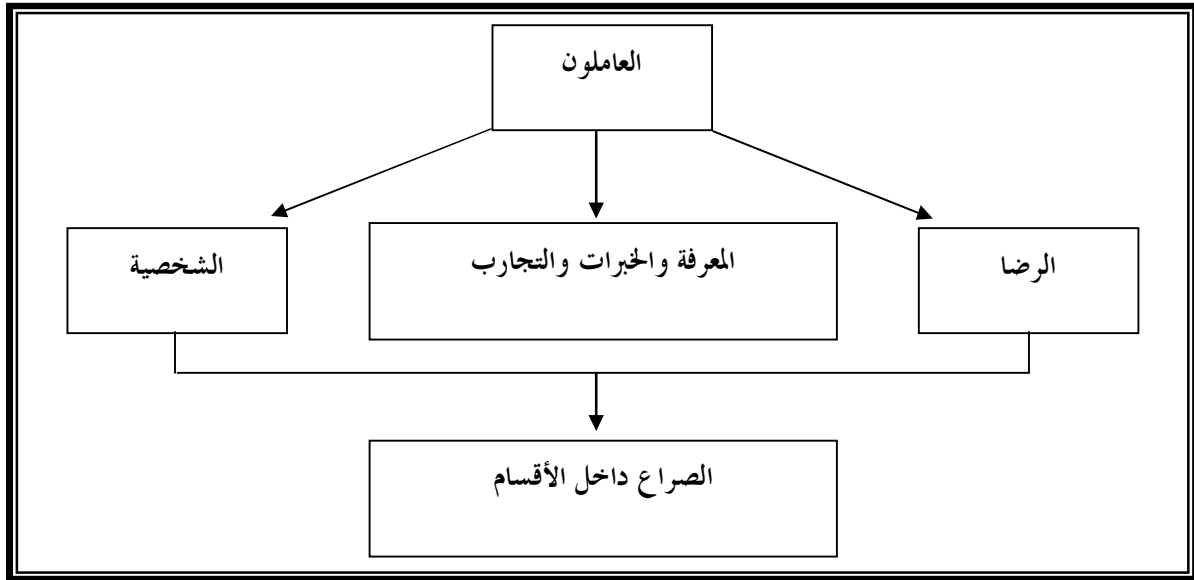 العاملون
الرضا
المعرفة والخبرات والتجارب
الشخصية
الصراع داخل الأقسام